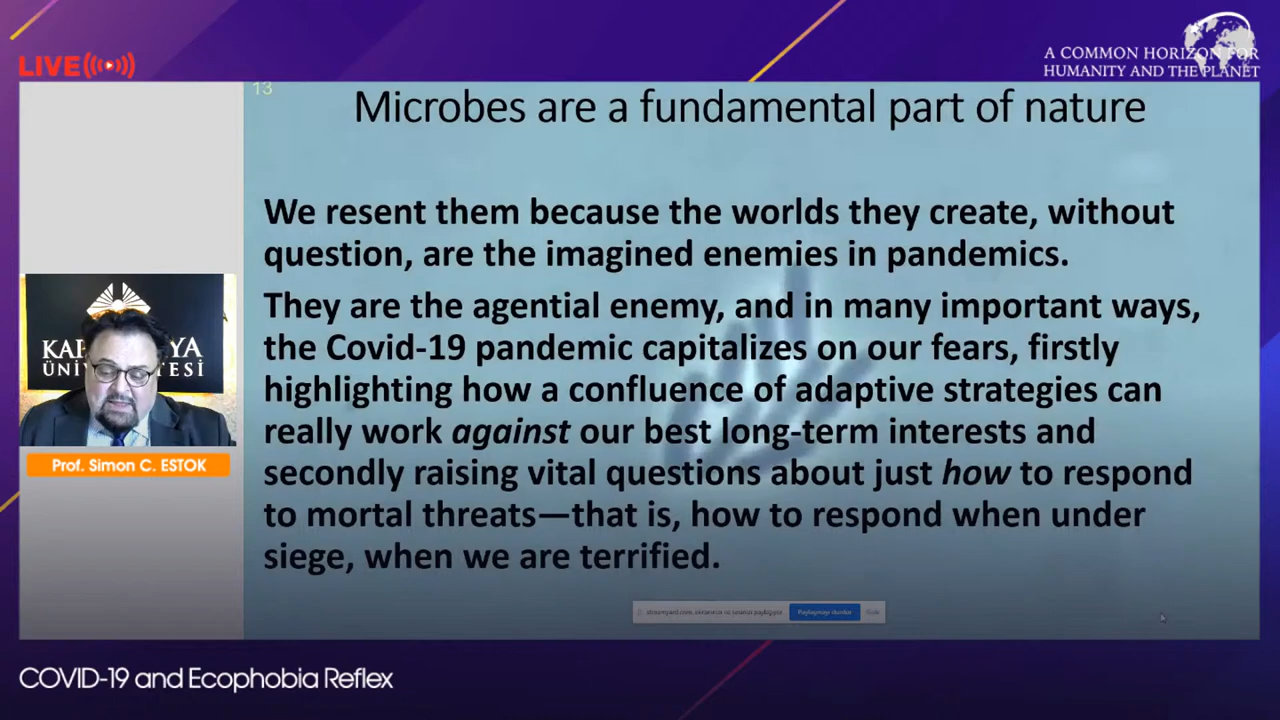 LIVE
A COMMON HORIZON FOR
HUMANITY AND THE PLANET
13
Microbes are a fundamental part of nature
We resent them because the worlds they create, without
question, are the imagined enemies in pandemics.
They are the agential enemy, and in many important ways,
the Covid-19 pandemic capitalizes on our fears, firstly
highlighting how a confluence of adaptive strategies can
really work against our best long-term interests and
secondly raising vital questions about just how to respond
to mortal threats—that is, how to respond when under
siege, when we are terrified.
Prof. Simon C. ESTOK
Paylaşmayı durdur
Gizle
COVID-19 and Ecophobia Reflex